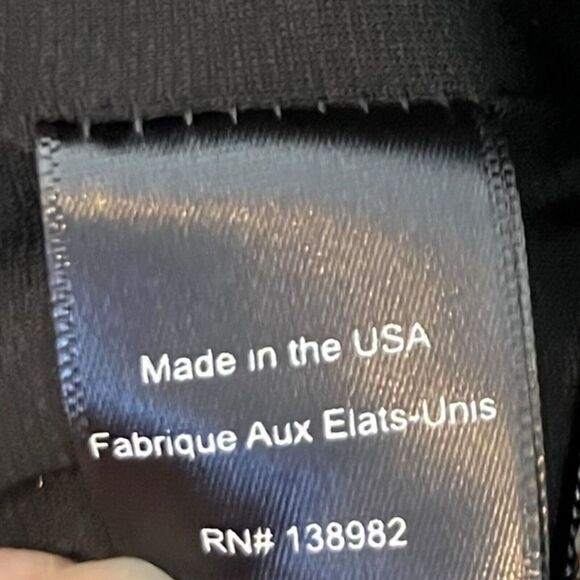 Made in the USA
Fabrique Aux Elats-Unis
RN# 138982